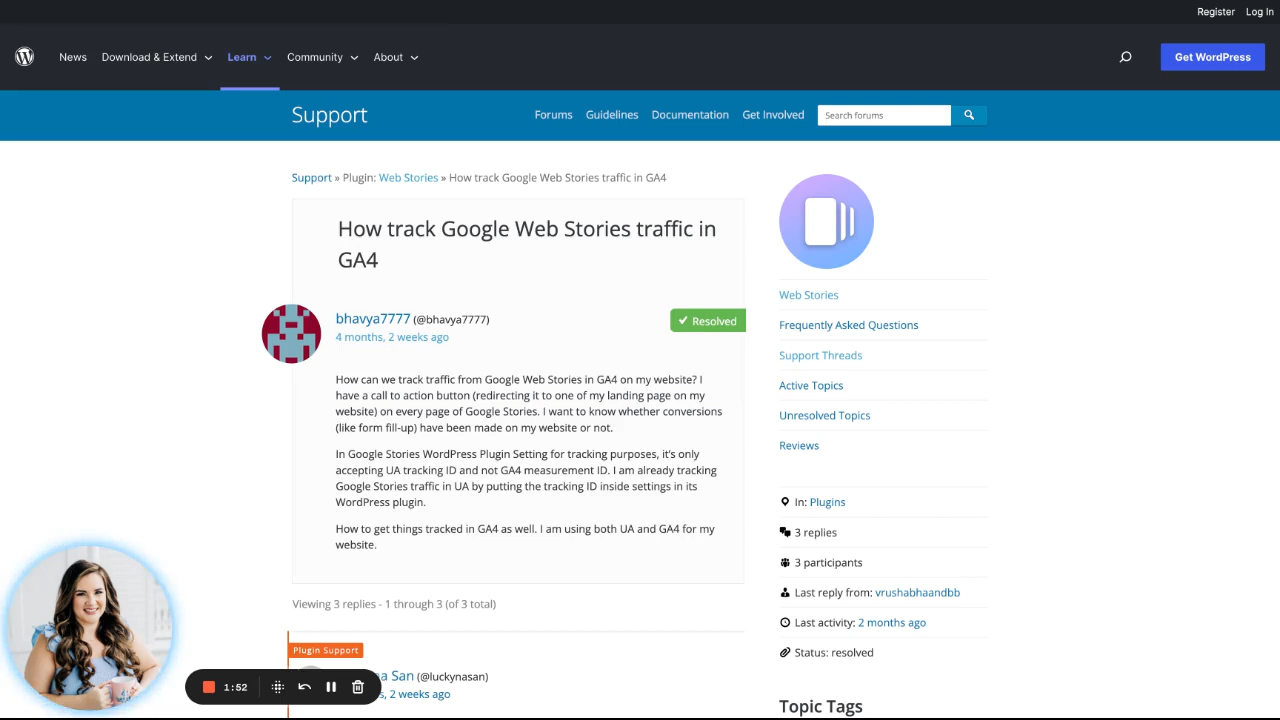 Register Log In
News Download & Extend Learn Community About Get WordPress
Support Forums Guidelines Documentation Get Involved Search forums
Support » Plugin: Web Stories » How track Google Web Stories traffic in GA4
How track Google Web Stories traffic in
GA4
bhavya7777 (@bhavya7777)
4 months, 2 weeks ago
Resolved
How can we track traffic from Google Web Stories in GA4 on my website? I
have a call to action button (redirecting it to one of my landing page on my
website) on every page of Google Stories. I want to know whether conversions
(like form fill-up) have been made on my website or not.
In Google Stories WordPress Plugin Setting for tracking purposes, it's only
accepting UA tracking ID and not GA4 measurement ID. I am already tracking
Google Stories traffic in UA by putting the tracking ID inside settings in its
WordPress plugin.
How to get things tracked in GA4 as well. I am using both UA and GA4 for my
website.
Viewing 3 replies - 1 through 3 (of 3 total)
Plugin Support
a San (@luckynasan)
s, 2 weeks ago
1:52
Web Stories
Frequently Asked Questions
Support Threads
Active Topics
Unresolved Topics
Reviews
In: Plugins
3 replies
3 participants
Last reply from: vrushabhaandbb
Last activity: 2 months ago
Status: resolved
Topic Tags